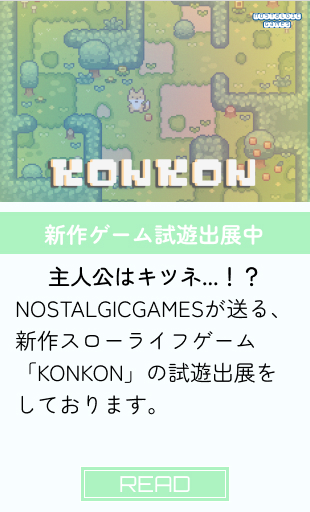 NOSTALGIC
GAMES
KONKON
新作ゲーム試遊出展中
主人公はキツネ...！？
NOSTALGICGAMESが送る、
新作スローライフゲーム
「KONKON」の試遊出展を
しております。
READ